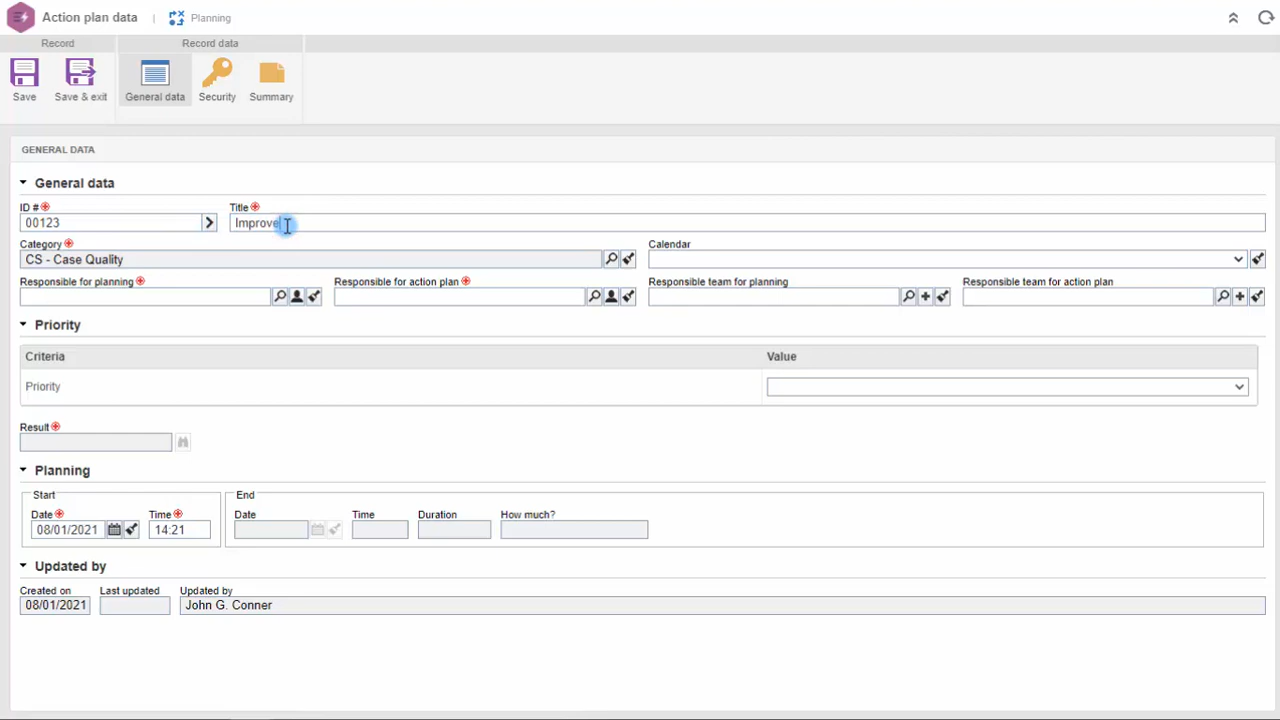 Action plan data | Planning
Record Record data
Save Save & exit General data Security Summary
GENERAL DATA
General data
ID # Title
00123 Improve
Category Calendar
CS - Case Quality
Responsible for planning Responsible for action plan Responsible team for planning Responsible team for action plan
Priority
Criteria Value
Priority
Result
Planning
Start End
Date Time Date Time Duration How much?
08/01/2021 14:21
Updated by
Created on Last updated Updated by
08/01/2021 John G. Conner